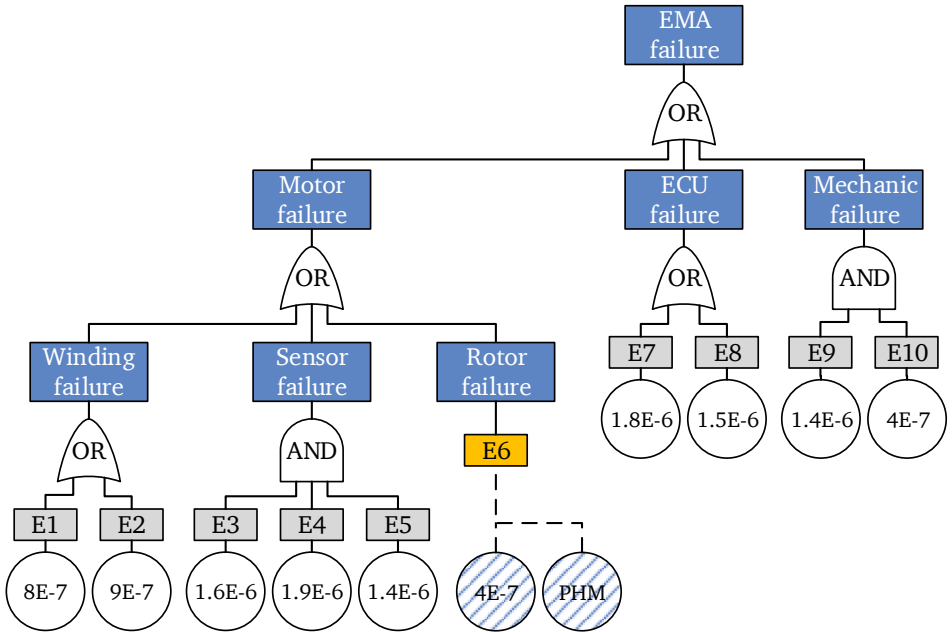 EMA
failure
OR
Motor
failure
ECU
failure
Mechanic
failure
OR
OR
AND
Winding
failure
Sensor
failure
Rotor
failure
E7
E8
E9
E10
1.8E-6
1.5E-6
1.4E-6
4E-7
OR
AND
E6
E1
E2
E3
E4
E5
8E-7
9E-7
1.6E-6
1.9E-6
1.4E-6
4E-7
PHM